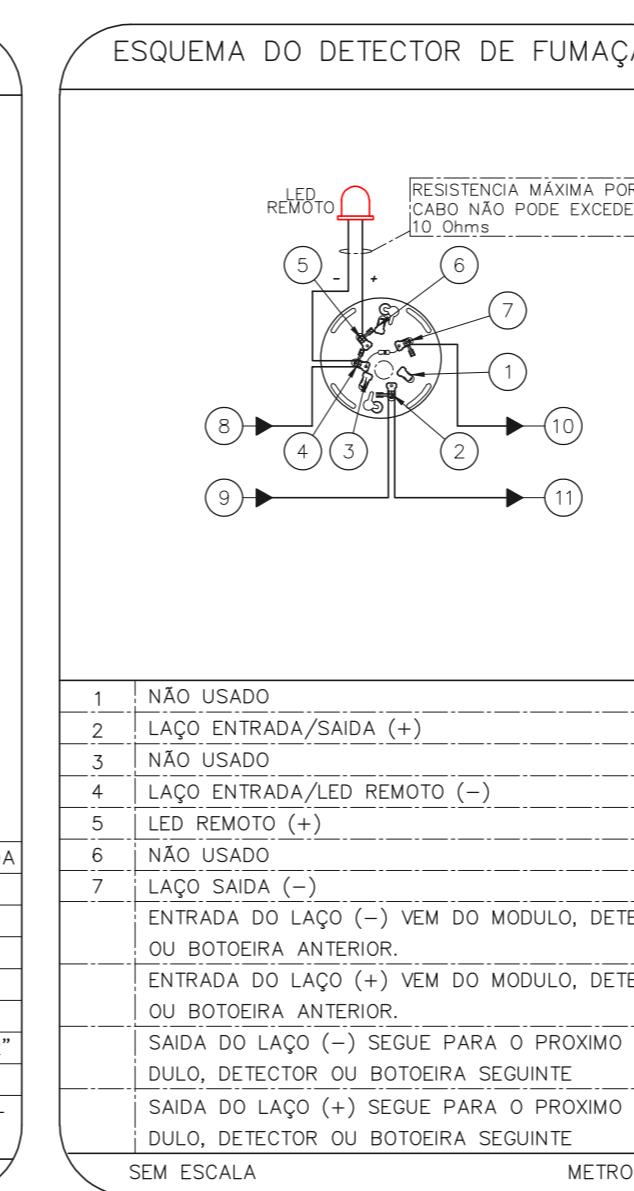 ESQUEMA DO DETECTOR DE FUMAÇA
LED
REMOTO
RESISTENCIA MÁXIMA POR
CABO NÃO PODE EXCEDE
10 Ohms
5
6
- +
7
1
8
10
4
3
2
9
11
1 NÃO USADO
2 LAÇO ENTRADA/SAIDA (+)
3 NÃO USADO
4 LAÇO ENTRADA/LED REMOTO (-)
5 LED REMOTO (+)
6 NÃO USADO
7 LAÇO SAIDA (-)
ENTRADA DO LAÇO (-) VEM DO MODULO, DETE
OU BOTOEIRA ANTERIOR.
ENTRADA DO LAÇO (+) VEM DO MODULO, DETE
OU BOTOEIRA ANTERIOR.
SAIDA DO LAÇO (-) SEGUE PARA O PROXIMO
DULO, DETECTOR OU BOTOEIRA SEGUINTE
SAIDA DO LAÇO (+) SEGUE PARA O PROXIMO
DULO, DETECTOR OU BOTOEIRA SEGUINTE
SEM ESCALA METRO